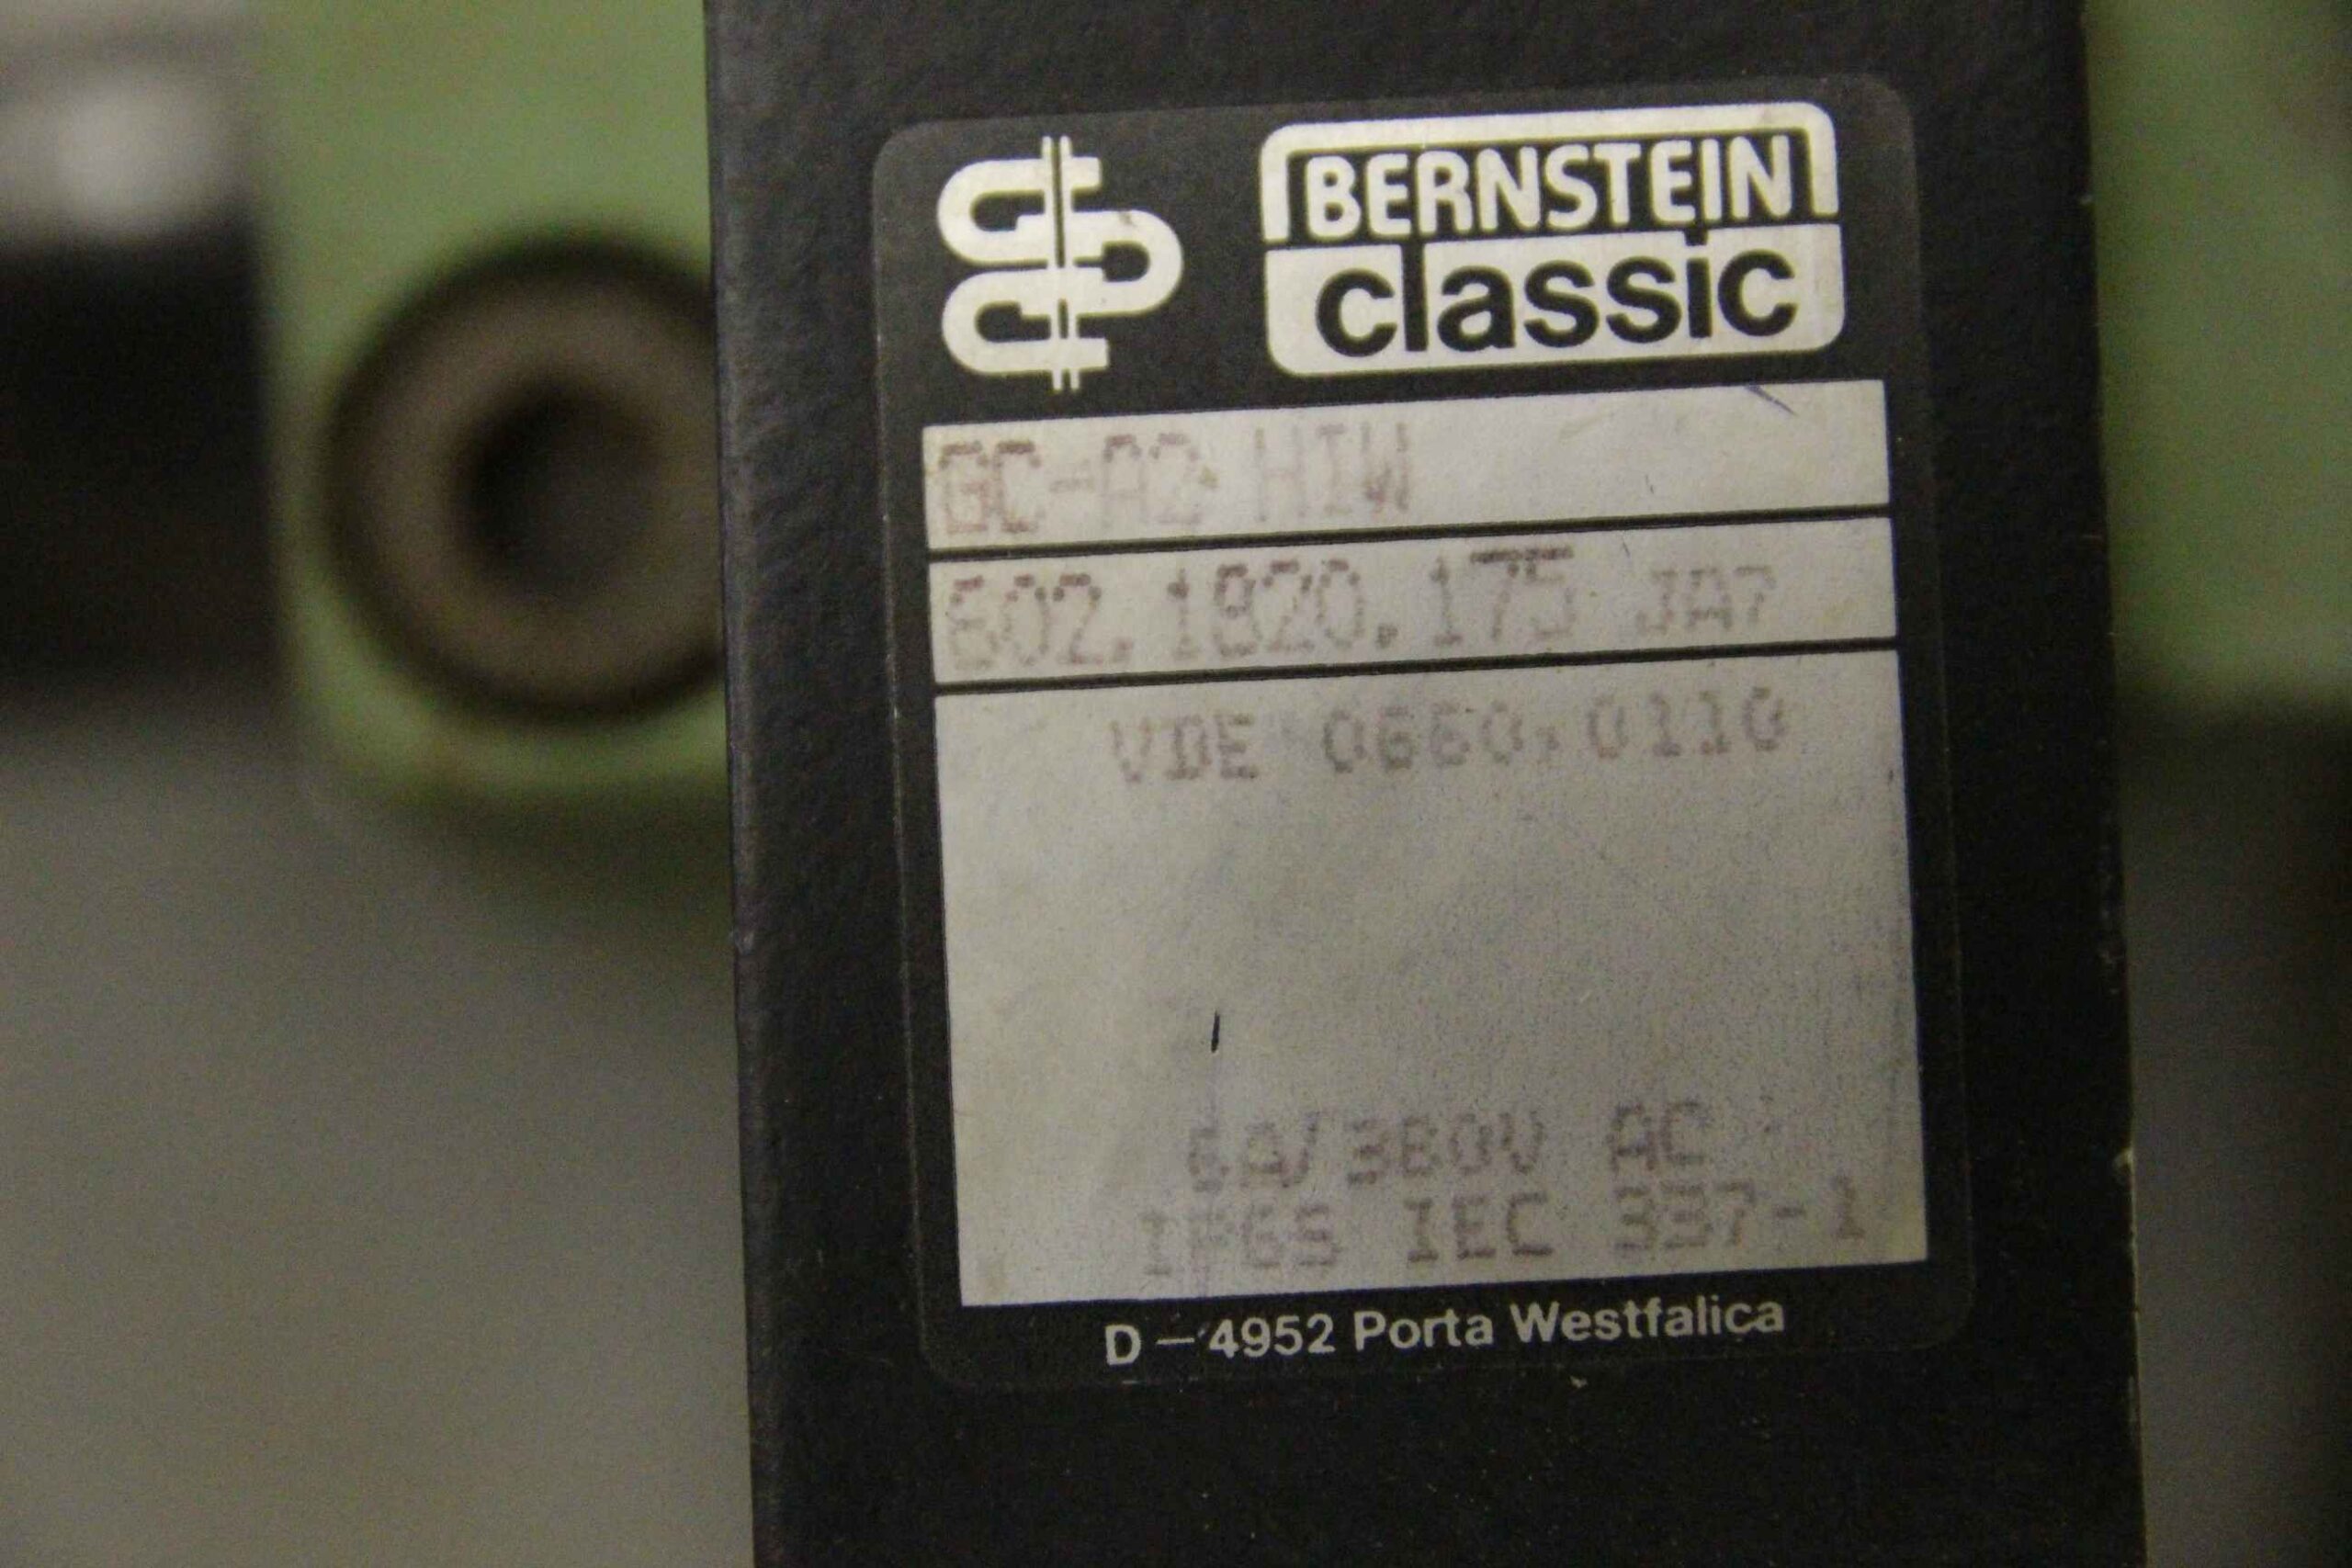 BERNSTEIN
classic
GC-A2 HIW
602.1820.175 JA7
VDE 0660,0110
6A/380V AC
IP65 IEC 337-1
D-4952 Porta Westfalica